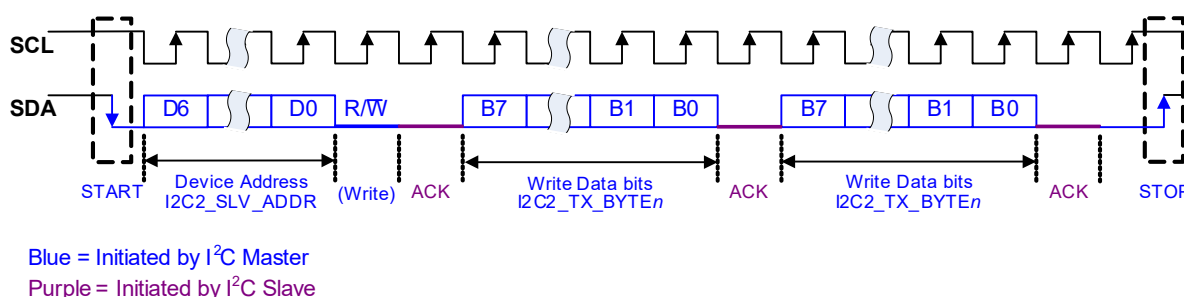 SCL
SDA D6 D0 R/W̅ B7 B1 B0 B7 B1 B0
START Device Address (Write) ACK Write Data bits ACK Write Data bits ACK STOP
I2C2_SLV_ADDR I2C2_TX_BYTEn I2C2_TX_BYTEn
Blue = Initiated by I²C Master
Purple = Initiated by I²C Slave